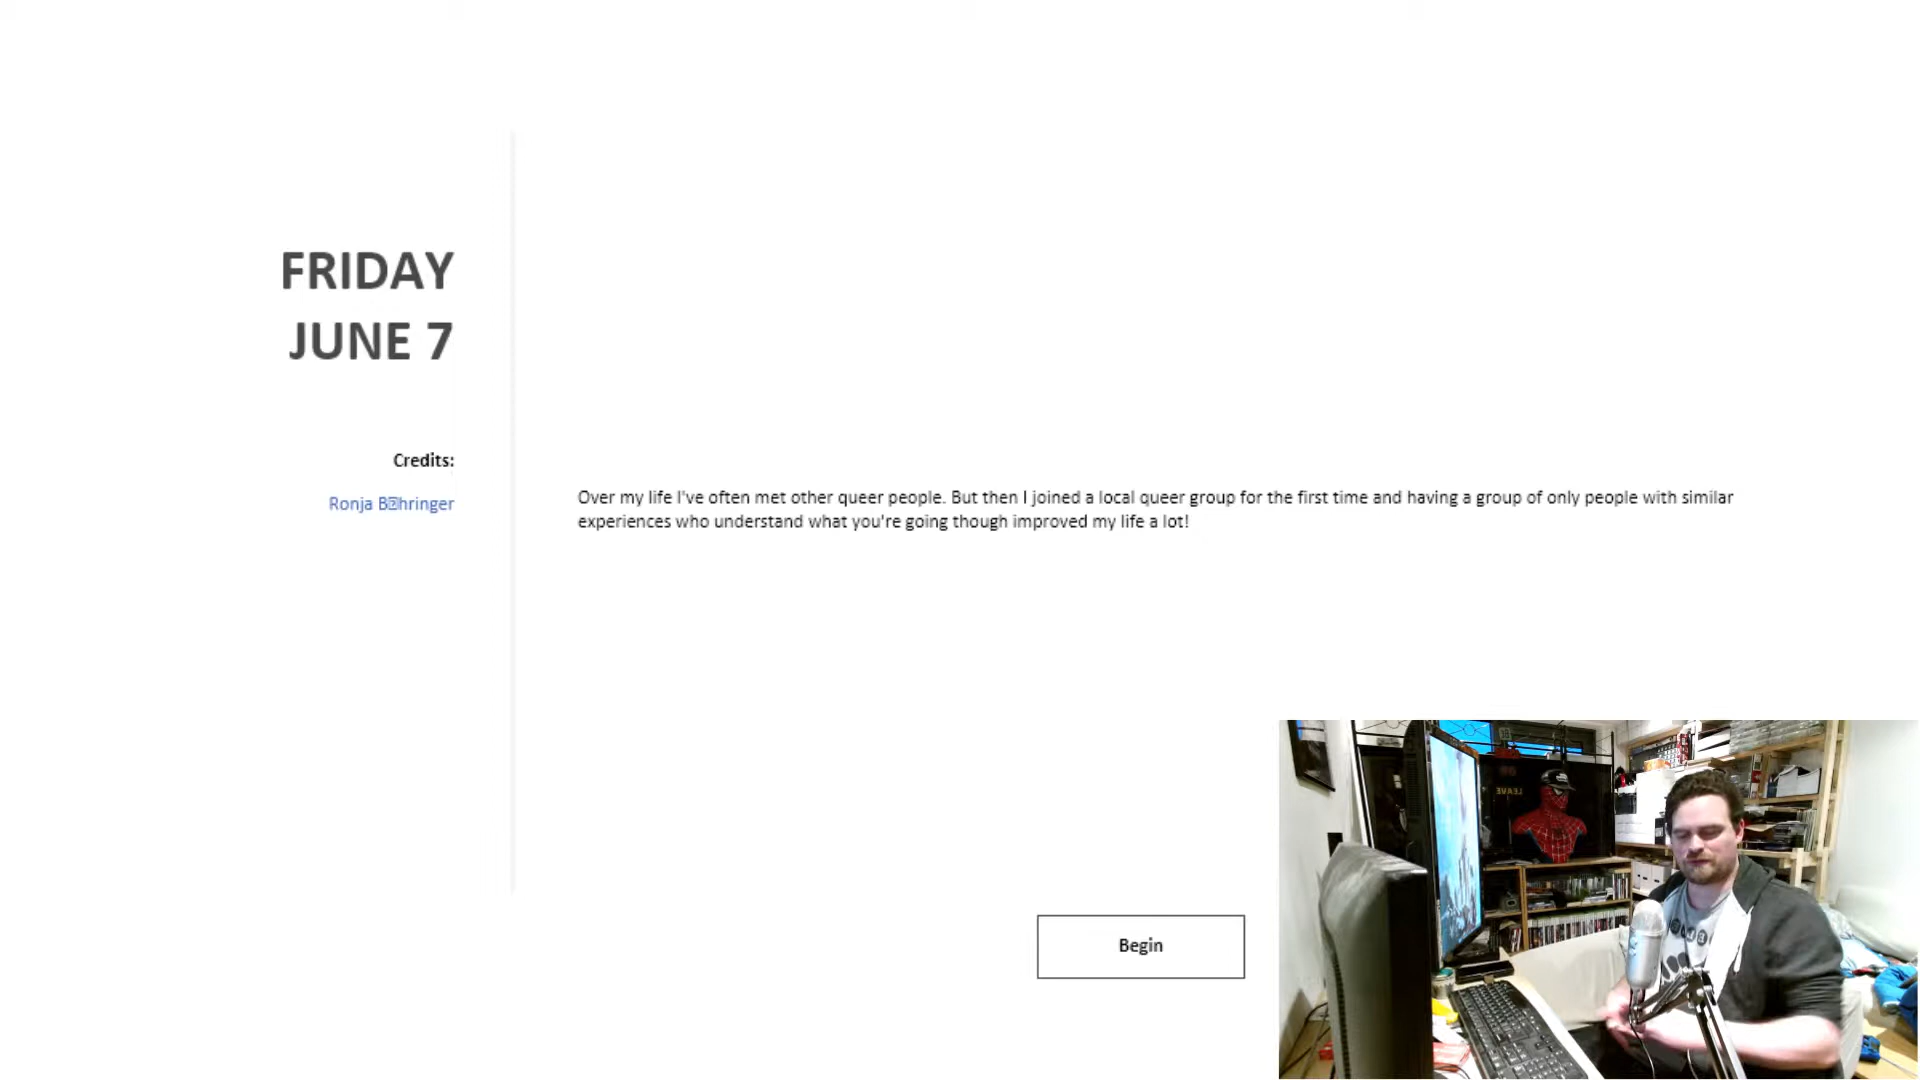 FRIDAY
JUNE 7
Credits:
Ronja B�hringer
Over my life I've often met other queer people. But then I joined a local queer group for the first time and having a group of only people with similar
experiences who understand what you're going though improved my life a lot!
Begin
LEAVE